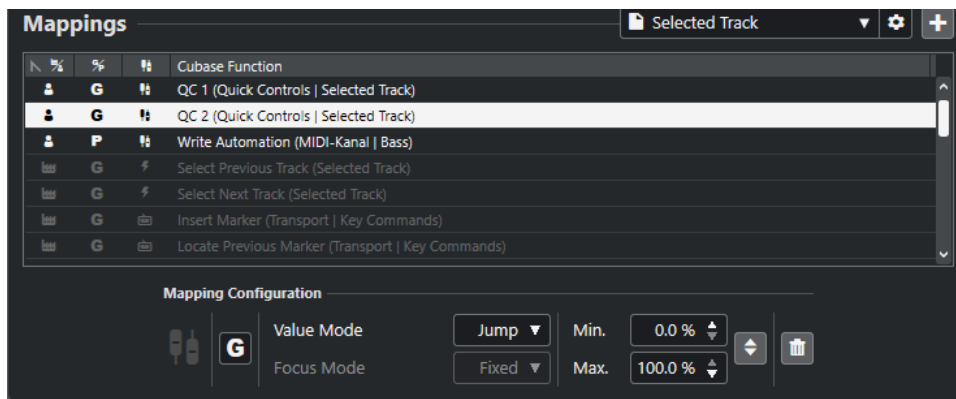 Mappings Selected Track
Cubase Function
G QC 1 (Quick Controls | Selected Track)
G QC 2 (Quick Controls | Selected Track)
P Write Automation (MIDI-Kanal | Bass)
G Select Previous Track (Selected Track)
G Select Next Track (Selected Track)
G Insert Marker (Transport | Key Commands)
G Locate Previous Marker (Transport | Key Commands)
Mapping Configuration
G Value Mode Jump Min. 0.0 %
Focus Mode Fixed Max. 100.0 %